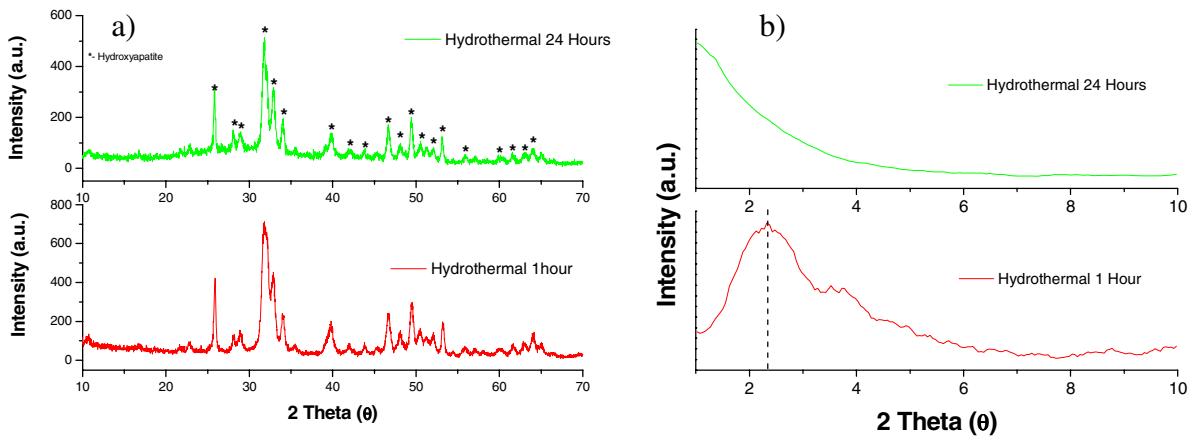 a)
Intensity (a.u.)
600
400
200
0
*- Hydroxyapatite
Hydrothermal 24 Hours
* * * * * * * * * * * * * * * * * * * *
10 20 30 40 50 60 70
Intensity (a.u.)
800
600
400
200
0
Hydrothermal 1hour
10 20 30 40 50 60 70
2 Theta (θ)
b)
Hydrothermal 24 Hours
2 4 6 8 10
Intensity (a.u.)
Hydrothermal 1 Hour
2 4 6 8 10
2 Theta (θ)